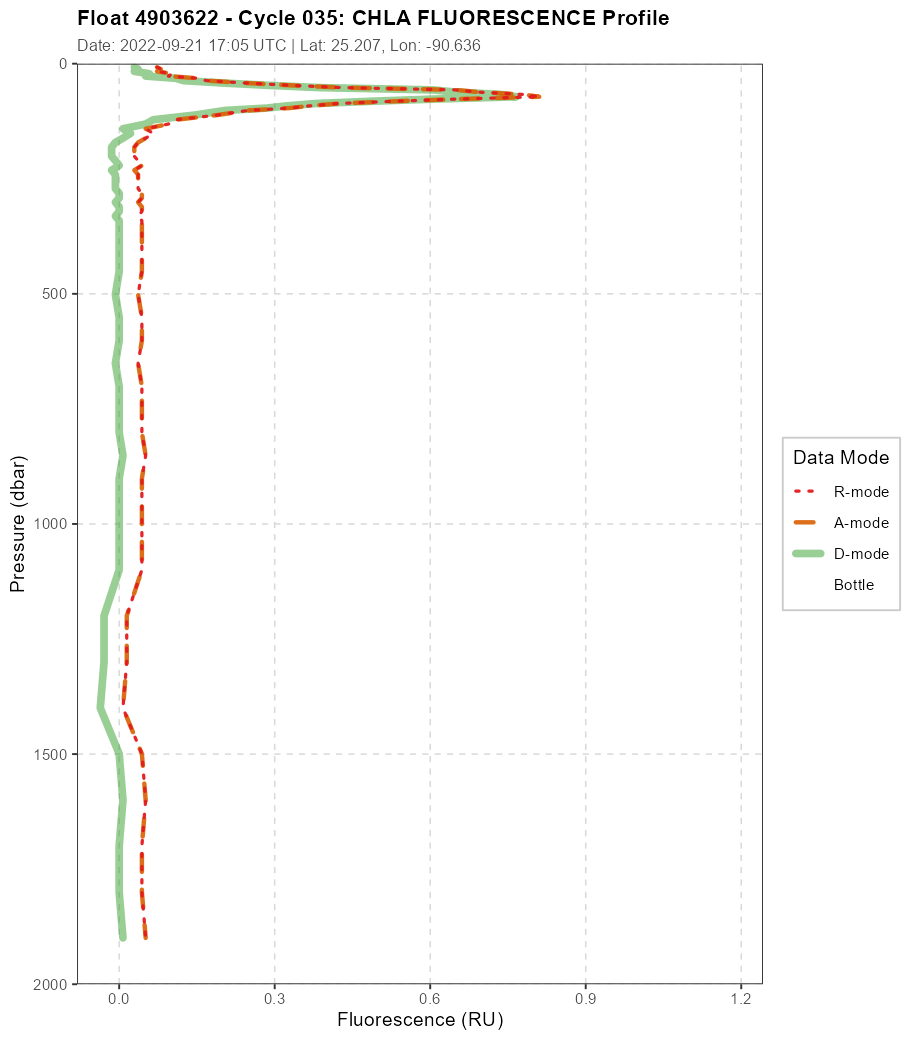 Float 4903622 - Cycle 035: CHLA FLUORESCENCE Profile
Date: 2022-09-21 17:05 UTC | Lat: 25.207, Lon: -90.636
0
500
1000
1500
2000
Pressure (dbar)
0.0
0.3
0.6
0.9
1.2
Fluorescence (RU)
Data Mode
R-mode
A-mode
D-mode
Bottle